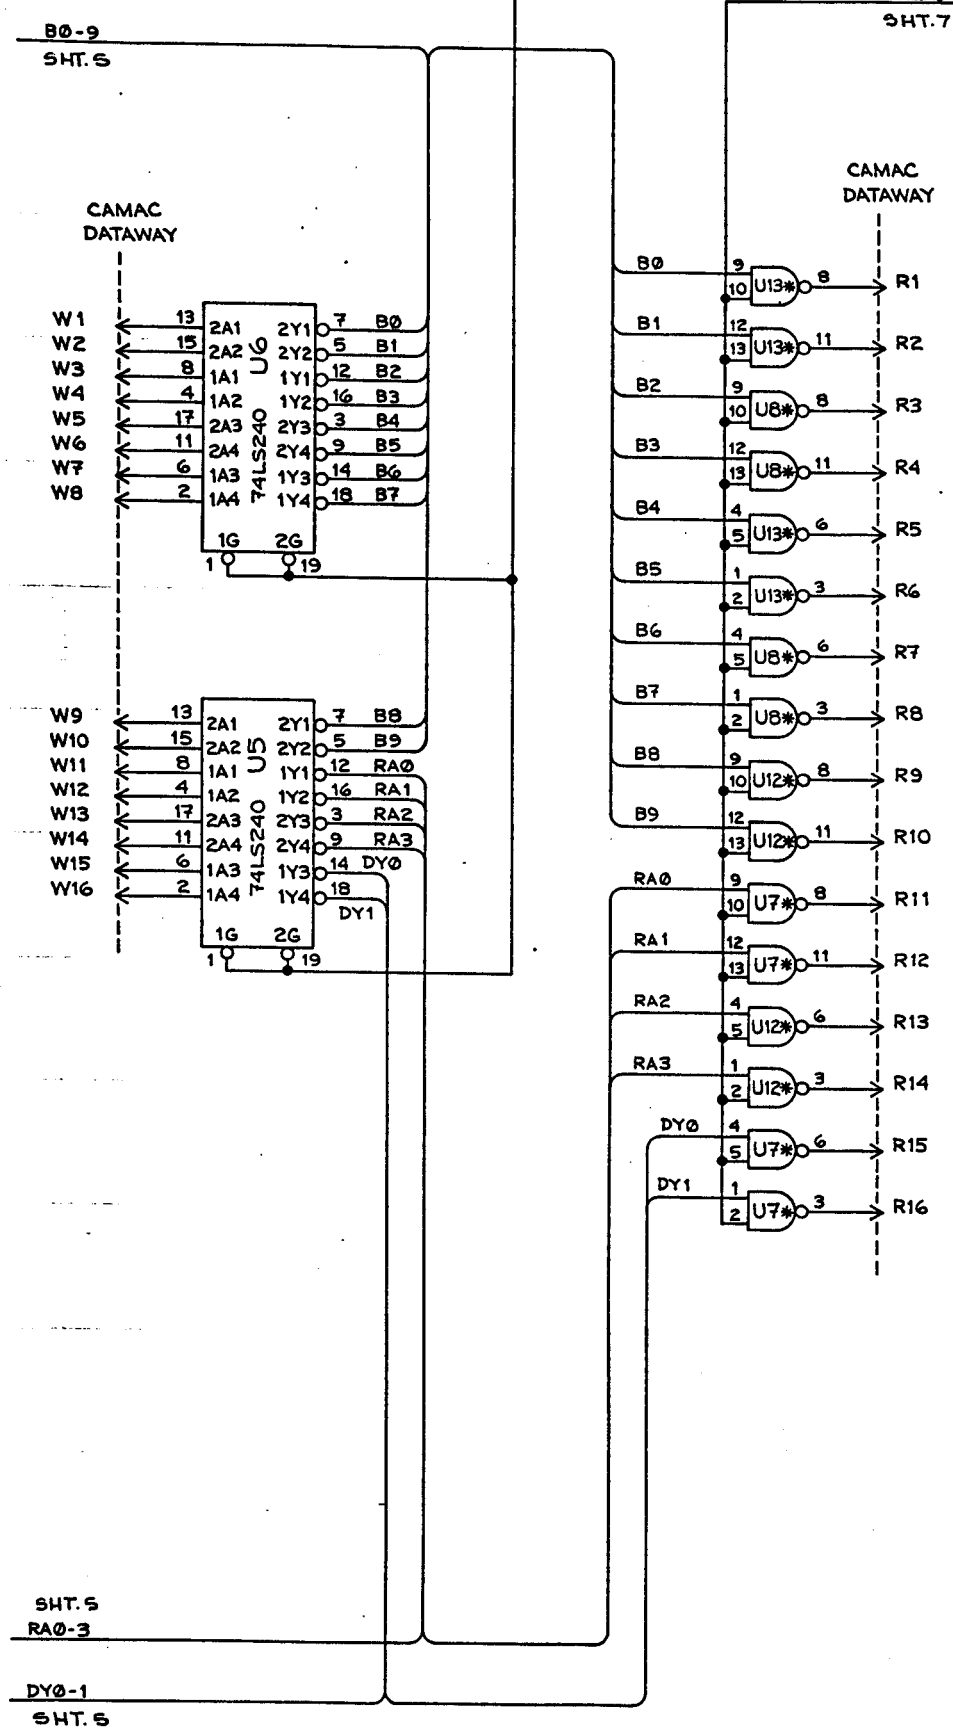 B0-9
SHT.5
SHT.7
CAMAC
DATAWAY
W1 13 2A1 2Y1 7 B0
W2 15 2A2 2Y2 5 B1
W3 8 1A1 1Y1 12 B2
W4 4 1A2 1Y2 16 B3
W5 17 2A3 2Y3 3 B4
W6 11 2A4 2Y4 9 B5
W7 6 1A3 1Y3 14 B6
W8 2 1A4 1Y4 18 B7
U6
74LS240
1G 2G
1 19
W9 13 2A1 2Y1 7 B8
W10 15 2A2 2Y2 5 B9
W11 8 1A1 1Y1 12 RA0
W12 4 1A2 1Y2 16 RA1
W13 17 2A3 2Y3 3 RA2
W14 11 2A4 2Y4 9 RA3
W15 6 1A3 1Y3 14 DY0
W16 2 1A4 1Y4 18 DY1
U5
74LS240
1G 2G
1 19
CAMAC
DATAWAY
B0 9 10 U13* 8 R1
B1 12 13 U13* 11 R2
B2 9 10 U8* 8 R3
B3 12 13 U8* 11 R4
B4 4 5 U13* 6 R5
B5 1 2 U13* 3 R6
B6 4 5 U8* 6 R7
B7 1 2 U8* 3 R8
B8 9 10 U12* 8 R9
B9 12 13 U12* 11 R10
RA0 9 10 U7* 8 R11
RA1 12 13 U7* 11 R12
RA2 4 5 U12* 6 R13
RA3 1 2 U12* 3 R14
DY0 4 5 U7* 6 R15
DY1 1 2 U7* 3 R16
SHT.5
RA0-3
DY0-1
SHT.5